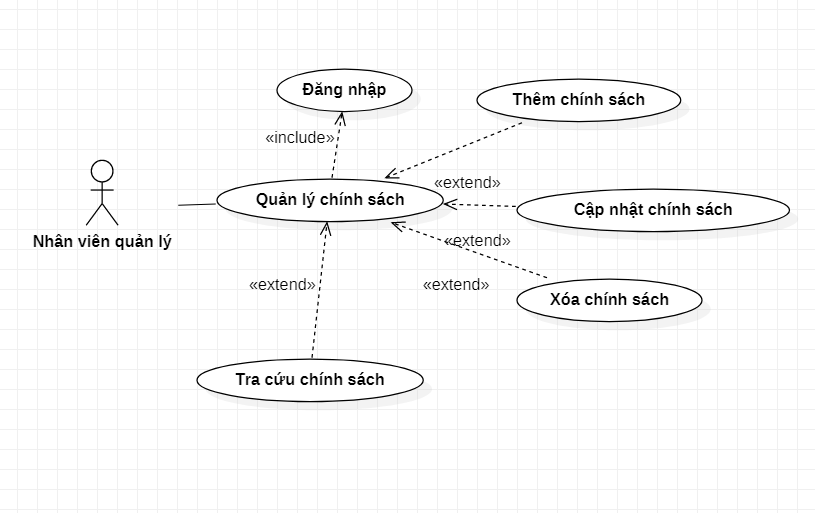 Đăng nhập
Thêm chính sách
«include»
«extend»
Quản lý chính sách
Cập nhật chính sách
Nhân viên quản lý
«extend»
«extend»
«extend»
Xóa chính sách
Tra cứu chính sách